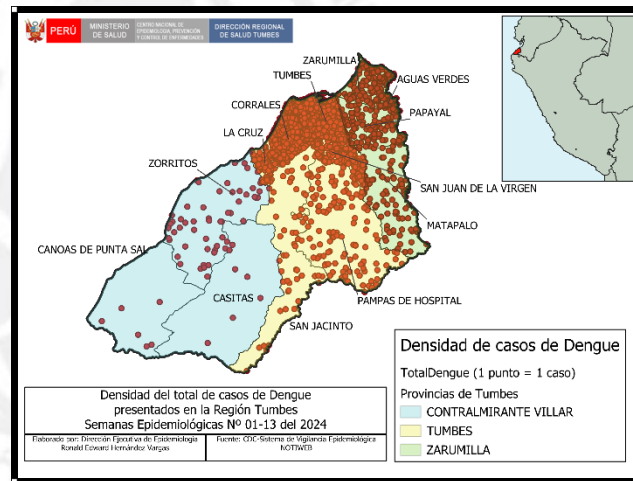 PERÚ
MINISTERIO
DE SALUD
CENTRO NACIONAL DE
EPIDEMIOLOGIA, PREVENCIÓN
Y CONTROL DE ENFERMEDADES
DIRECCIÓN REGIONAL
DE SALUD TUMBES
ZARUMILLA
TUMBES
AGUAS VERDES
CORRALES
PAPAYAL
LA CRUZ
ZORRITOS
SAN JUAN DE LA VIRGEN
MATAPALO
CANOAS DE PUNTA SAL
CASITAS
PAMPAS DE HOSPITAL
SAN JACINTO
Densidad de casos de Dengue
TotalDengue (1 punto = 1 caso)
Provincias de Tumbes
CONTRALMIRANTE VILLAR
TUMBES
ZARUMILLA
Densidad del total de casos de Dengue
presentados en la Región Tumbes
Semanas Epidemiológicas Nº 01-13 del 2024
Elaborado por: Dirección Ejecutiva de Epidemiologia
Ronald Edward Hernández Vargas
Fuente: CDC-Sistema de Vigilancia Epidemiológica
NOTIWEB